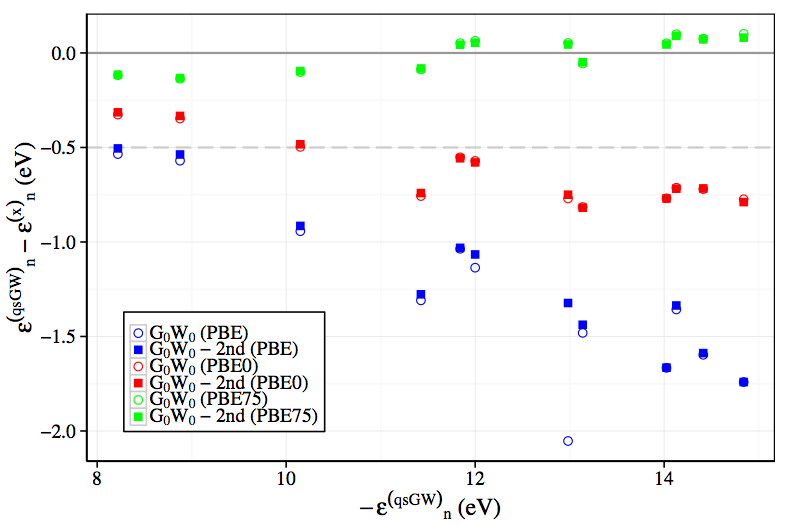 0.0
−0.5
−1.0
−1.5
−2.0
8
10
12
14
ε(qsGW)n − ε(x)n (eV)
−ε(qsGW)n (eV)
G0W0 (PBE)
G0W0 − 2nd (PBE)
G0W0 (PBE0)
G0W0 − 2nd (PBE0)
G0W0 (PBE75)
G0W0 − 2nd (PBE75)